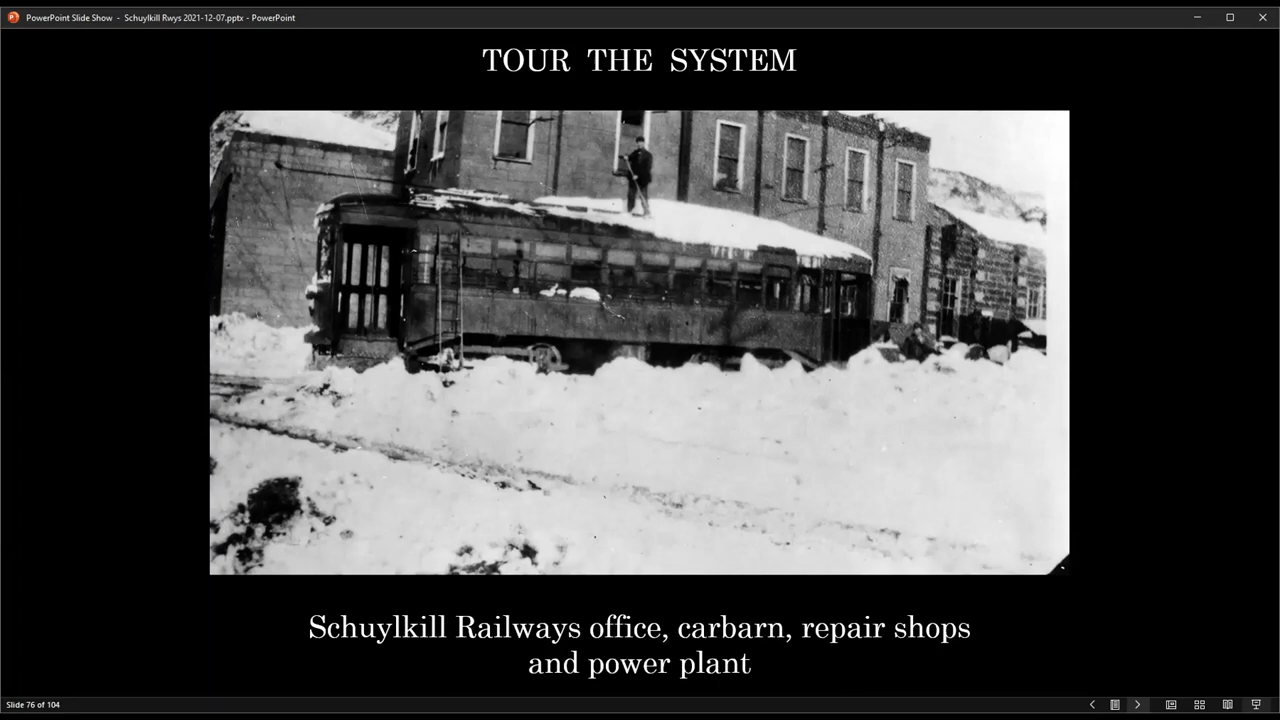 PowerPoint Slide Show - Schuylkill Rwys 2021-12-07.pptx - PowerPoint
TOUR THE SYSTEM
Schuylkill Railways office, carbarn, repair shops
and power plant
Slide 76 of 104